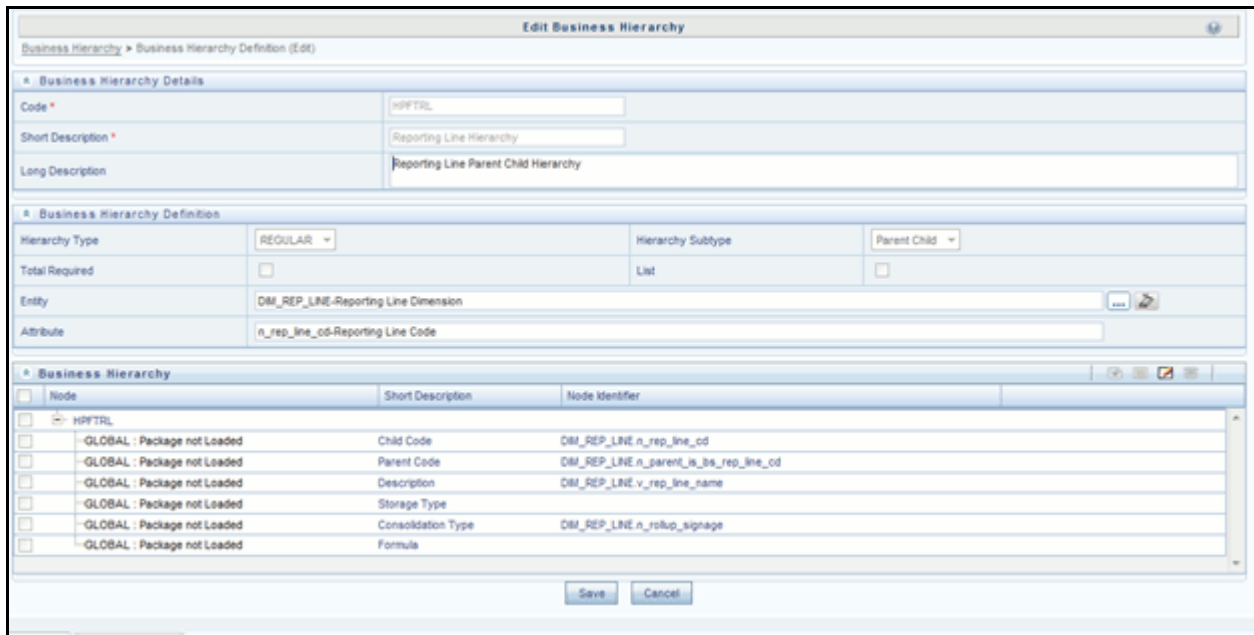 Edit Business Hierarchy
Business Hierarchy > Business Hierarchy Definition (Edit)
Business Hierarchy Details
Code * HPFTRL
Short Description * Reporting Line Hierarchy
Long Description Reporting Line Parent Child Hierarchy
Business Hierarchy Definition
Hierarchy Type REGULAR Hierarchy Subtype Parent Child
Total Required List
Entity DIM_REP_LINE-Reporting Line Dimension ...
Attribute n_rep_line_cd-Reporting Line Code
Business Hierarchy
Node Short Description Node Identifier
HPFTRL
GLOBAL : Package not Loaded Child Code DIM_REP_LINE.n_rep_line_cd
GLOBAL : Package not Loaded Parent Code DIM_REP_LINE.n_parent_is_bs_rep_line_cd
GLOBAL : Package not Loaded Description DIM_REP_LINE.v_rep_line_name
GLOBAL : Package not Loaded Storage Type
GLOBAL : Package not Loaded Consolidation Type DIM_REP_LINE.n_rollup_signage
GLOBAL : Package not Loaded Formula
Save Cancel